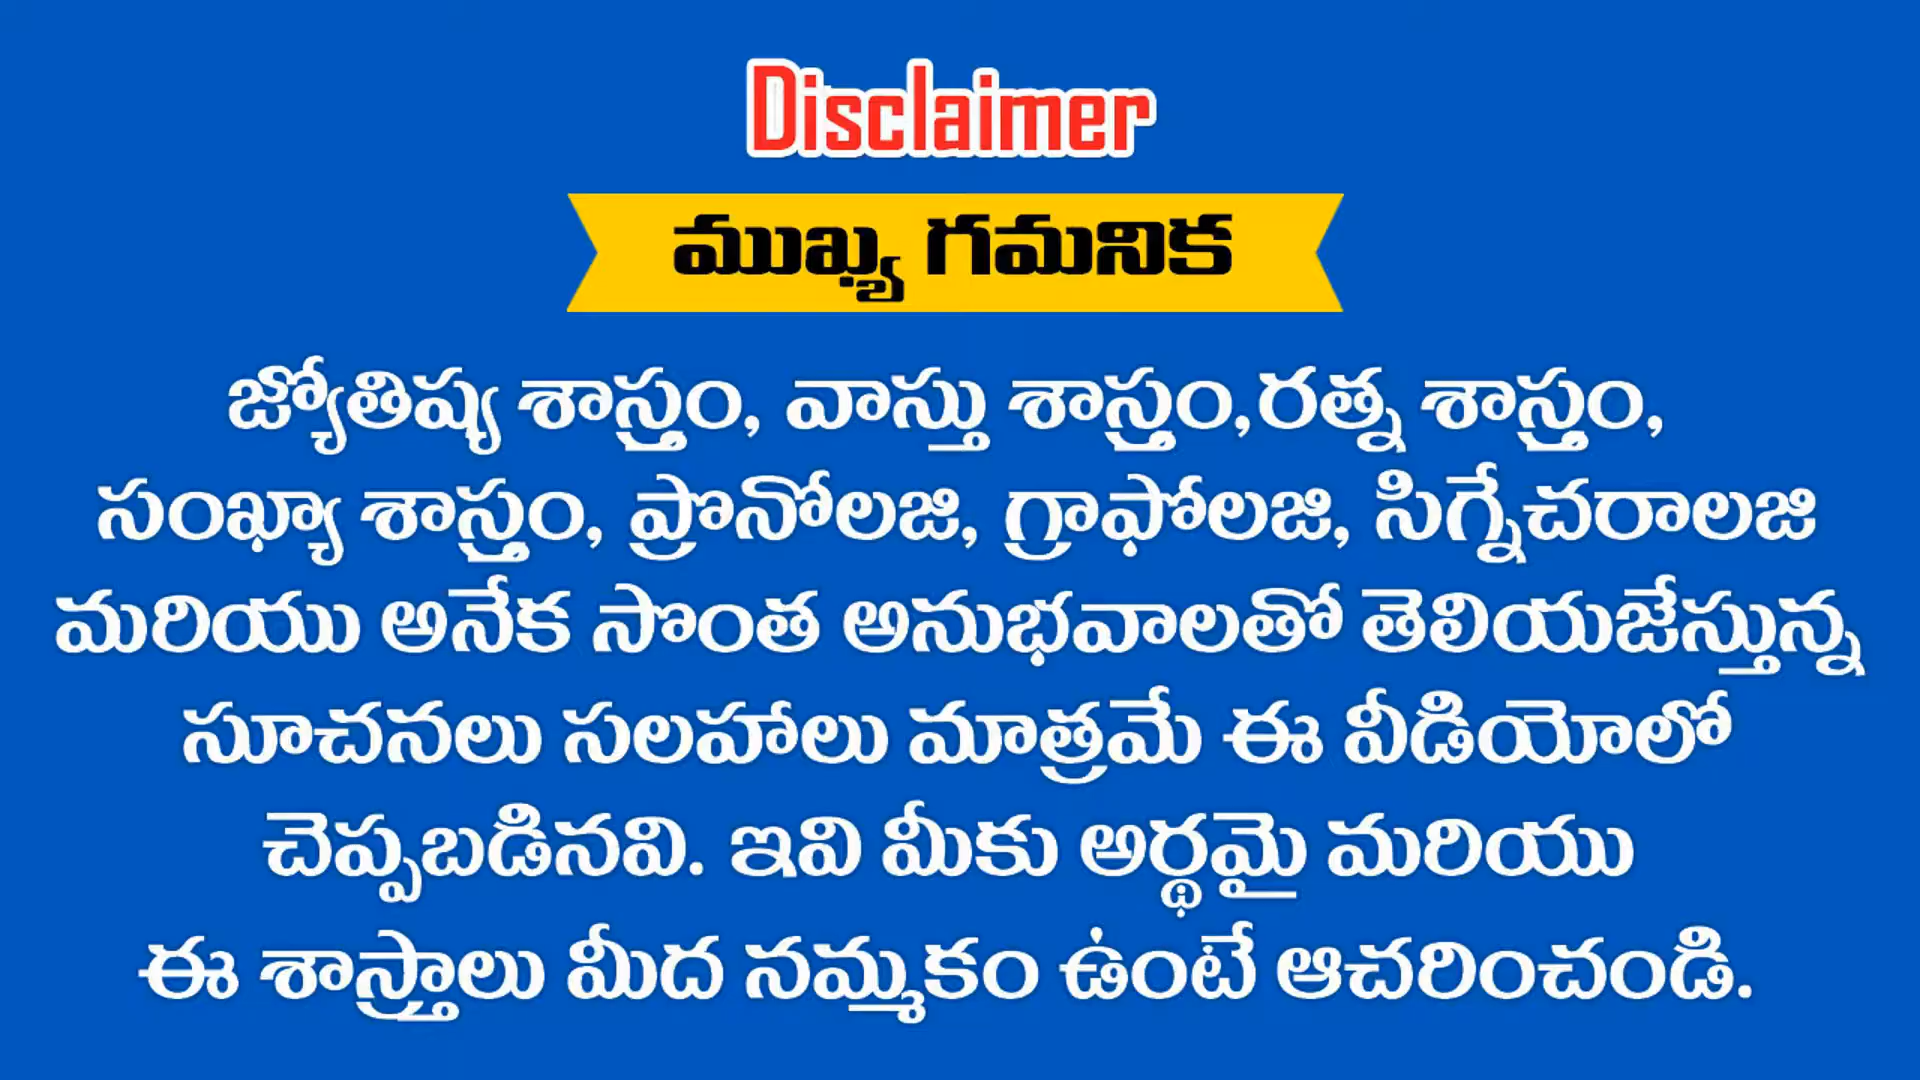 Disclaimer
ముఖ్య గమనిక
జ్యోతిష్య శాస్త్రం, వాస్తు శాస్త్రం,రత్న శాస్త్రం,
సంఖ్యా శాస్త్రం, ప్రొనోలజి, గ్రాఫోలజి, సిగ్నేచరాలజి
మరియు అనేక సొంత అనుభవాలతో తెలియజేస్తున్న
సూచనలు సలహాలు మాత్రమే ఈ వీడియోలో
చెప్పబడినవి. ఇవి మీకు అర్థమై మరియు
ఈ శాస్త్రాలు మీద నమ్మకం ఉంటే ఆచరించండి.